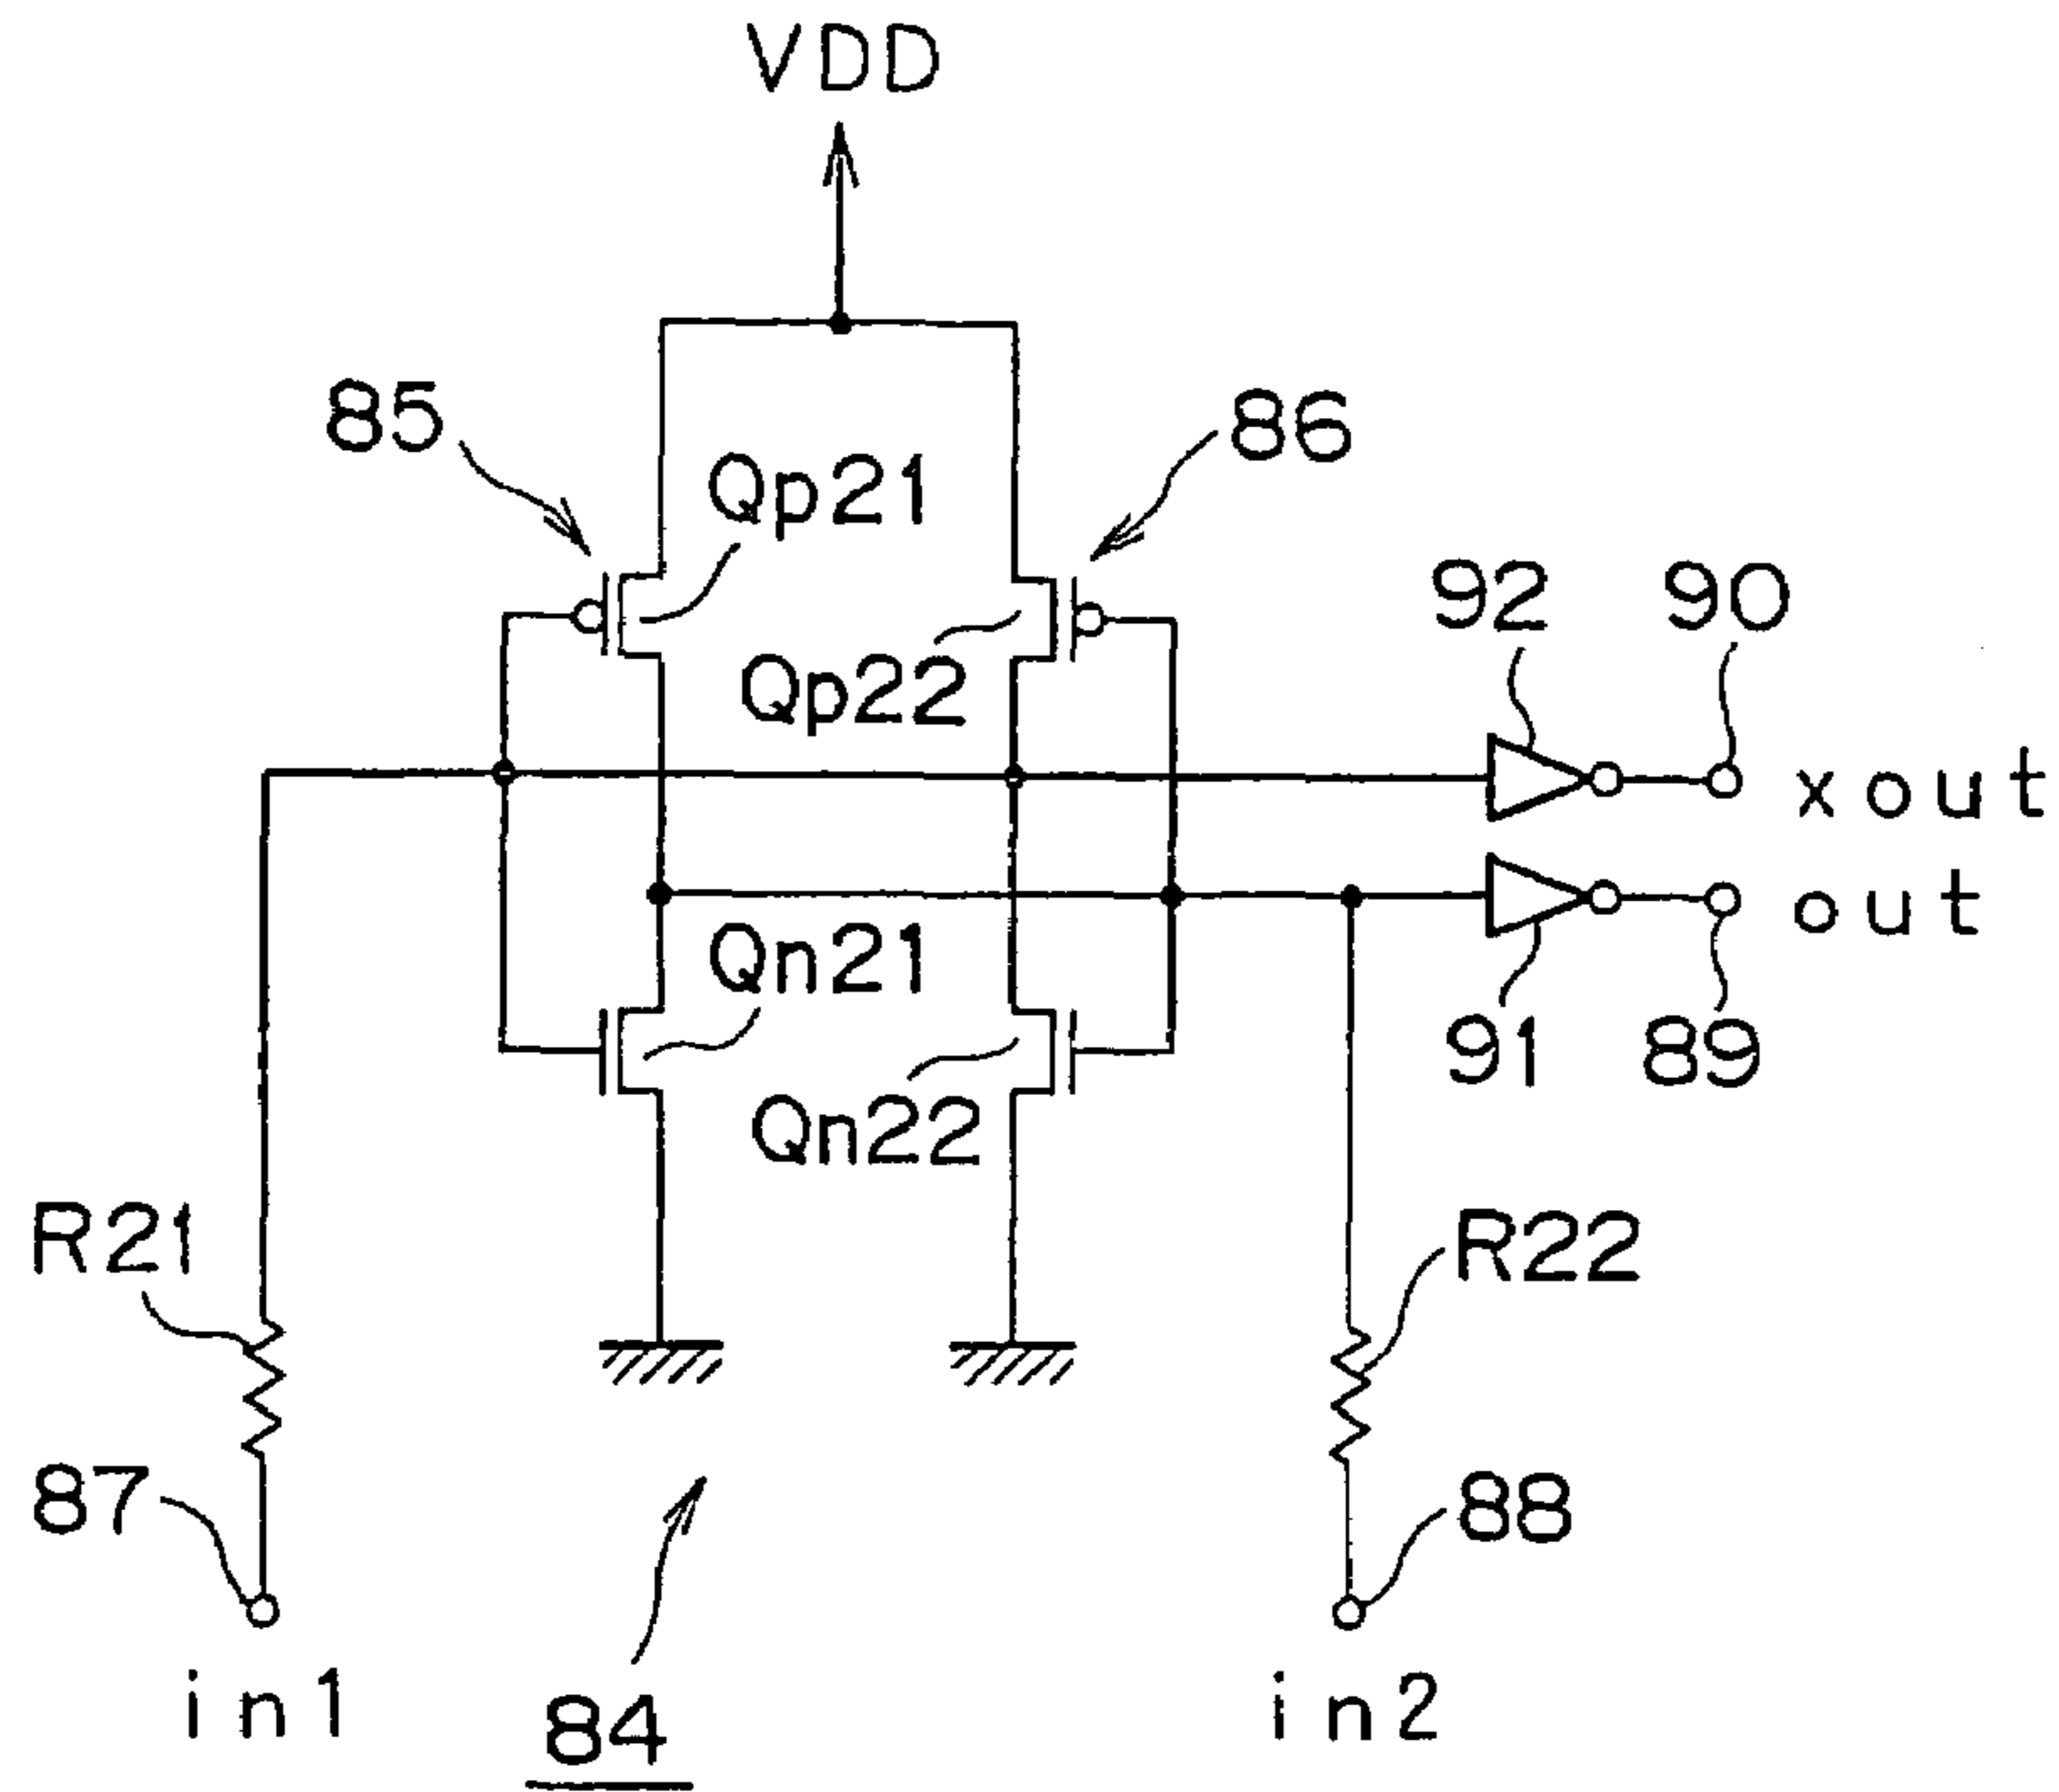 VDD
85
86
Qp21
92
90
Qp22
xout
out
Qn21
91
89
Qn22
R21
R22
87
88
in1
in2
84